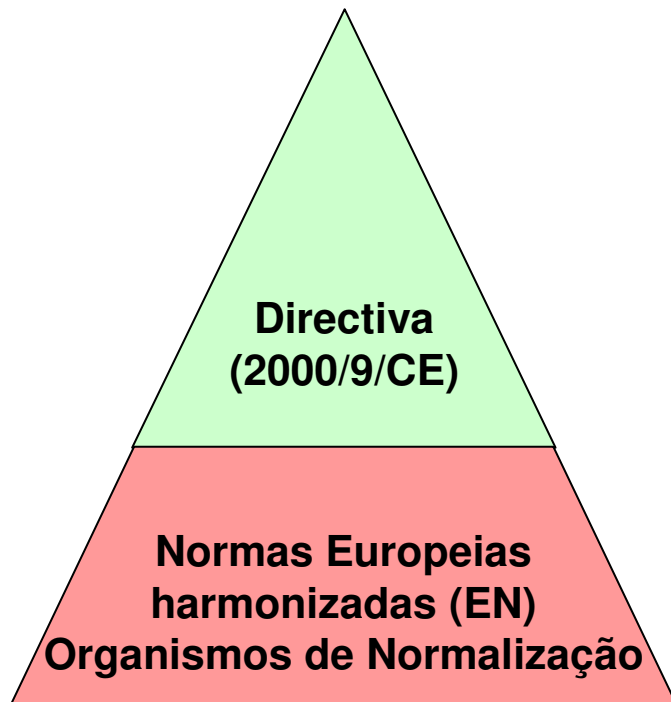 Directiva
(2000/9/CE)
Normas Europeias
harmonizadas (EN)
Organismos de Normalização